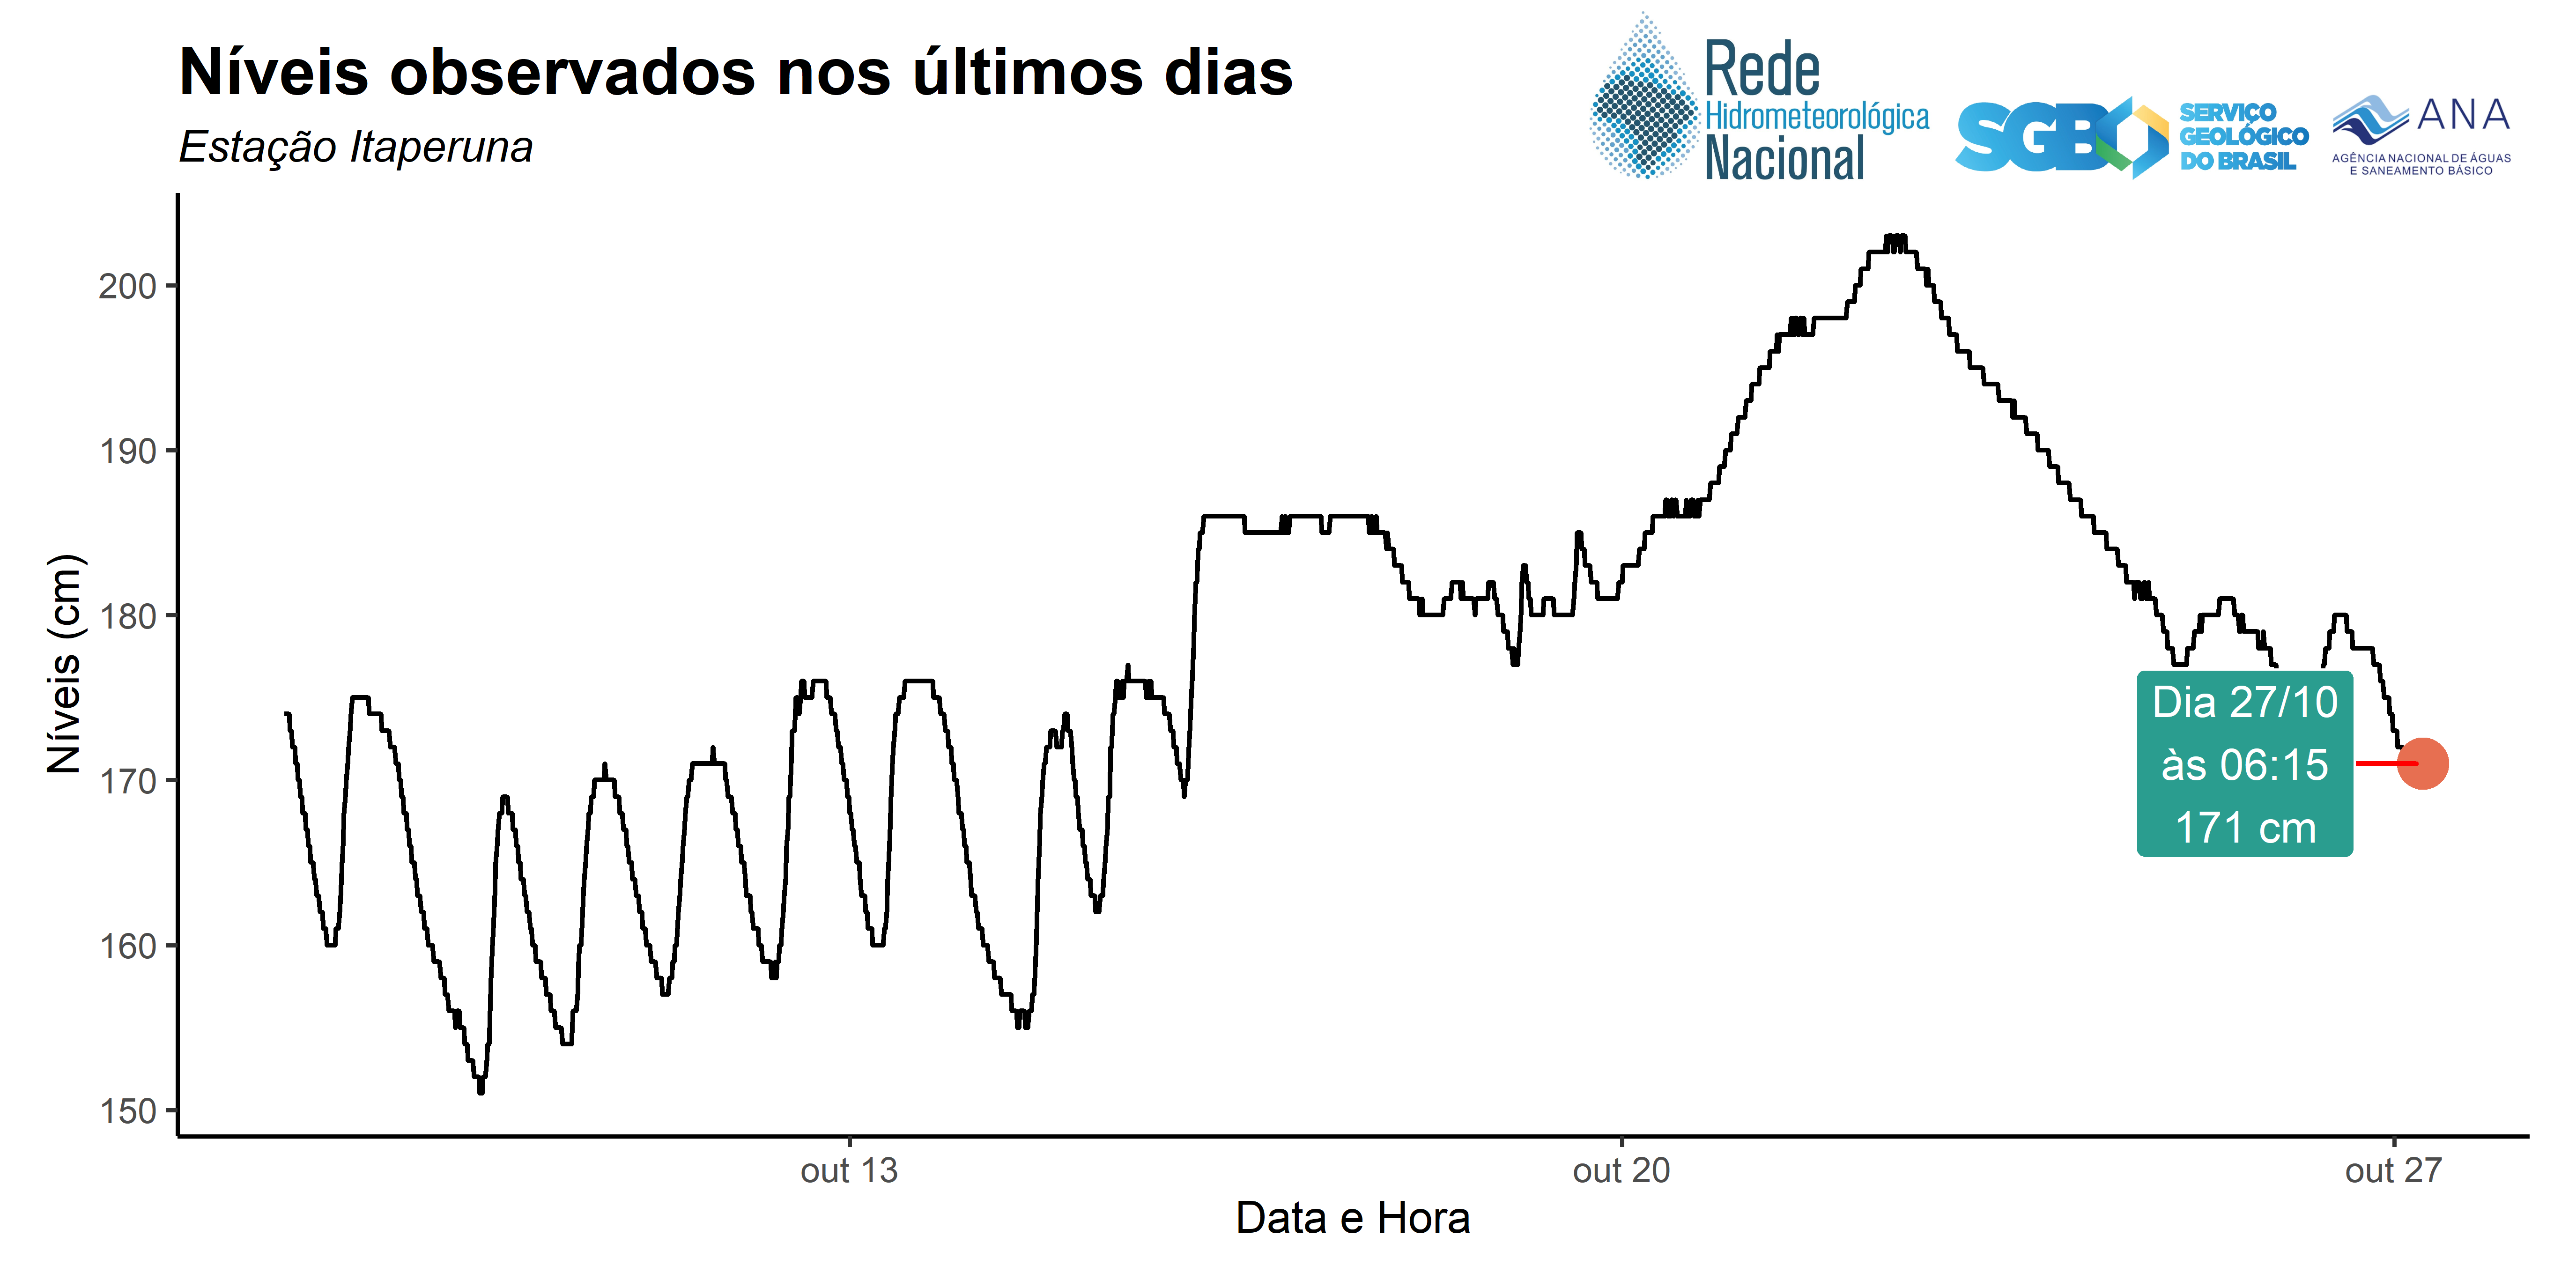 Níveis observados nos últimos dias
Estação Itaperuna
Rede
Hidrometeorológica
Nacional
SGB
SERVIÇO
GEOLÓGICO
DO BRASIL
ANA
AGÊNCIA NACIONAL DE ÁGUAS
E SANEAMENTO BÁSICO
Níveis (cm)
200
190
180
170
160
150
Dia 27/10
às 06:15
171 cm
out 13
out 20
out 27
Data e Hora